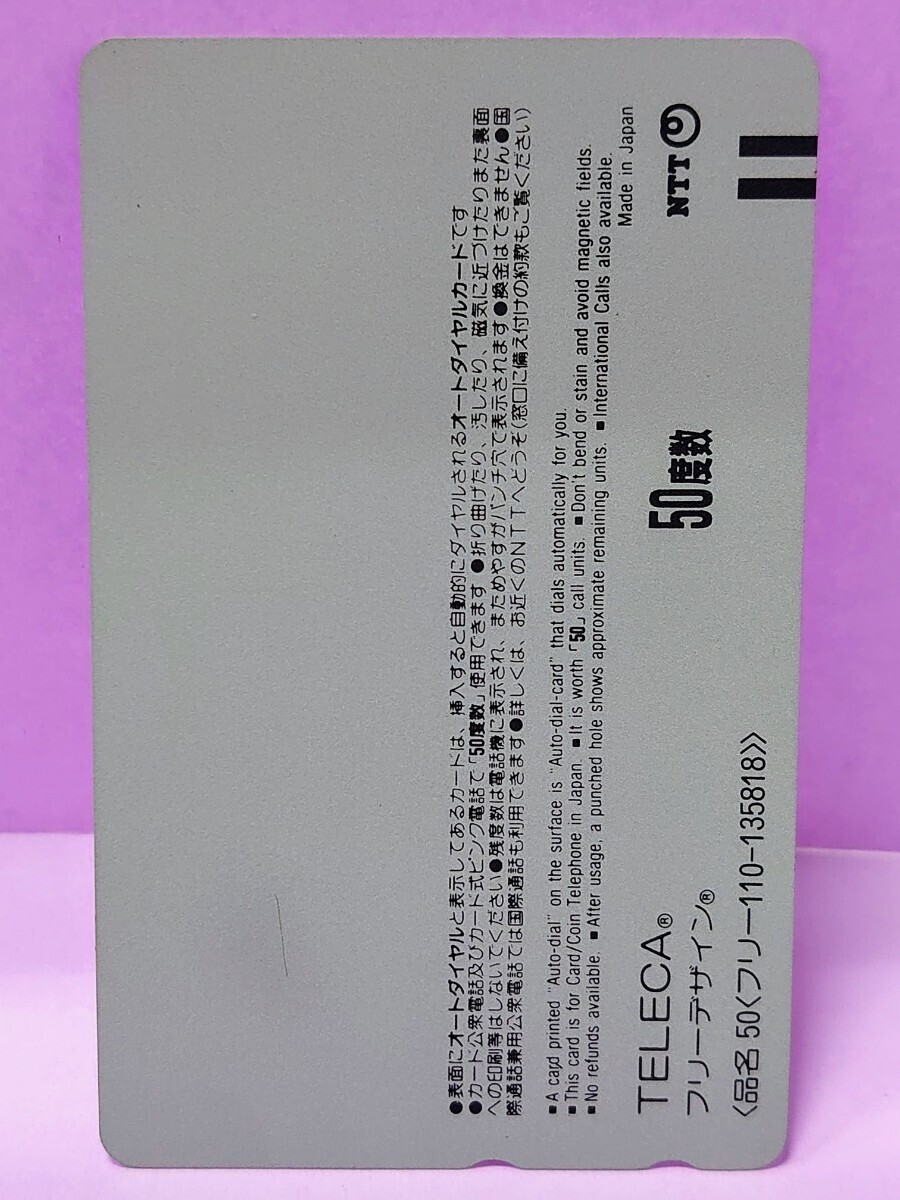 ●表面にオートダイヤルと表示してあるカードは、挿入すると自動的にダイヤルされるオートダイヤルカードです
●カード公衆電話及びカード式ピンク電話で「50度数」使用できます ●折り曲げたり、汚したり、磁気に近づけたりまた裏面
への印刷等はしないでください●残度数は電話機に表示され、まためやすがパンチ穴で表示されます●換金はできません●国
際通話兼用公衆電話では国際通話も利用できます●詳しくは、お近くのNTTへどうぞ(窓口に備え付けの約款もご覧ください)
■A card printed "Auto-dial" on the surface is "Auto-dial-card" that dials automatically for you.
■This card is for Card/Coin Telephone in Japan. ■It is worth「50」call units. ■Don't bend or stain and avoid magnetic fields.
■No refunds available. ■After usage, a punched hole shows approximate remaining units. ■International Calls also available.
Made in Japan
TELECA®
フリーデザイン®
50度数
NTT
〈品名 50〈フリー110-135818〉〉